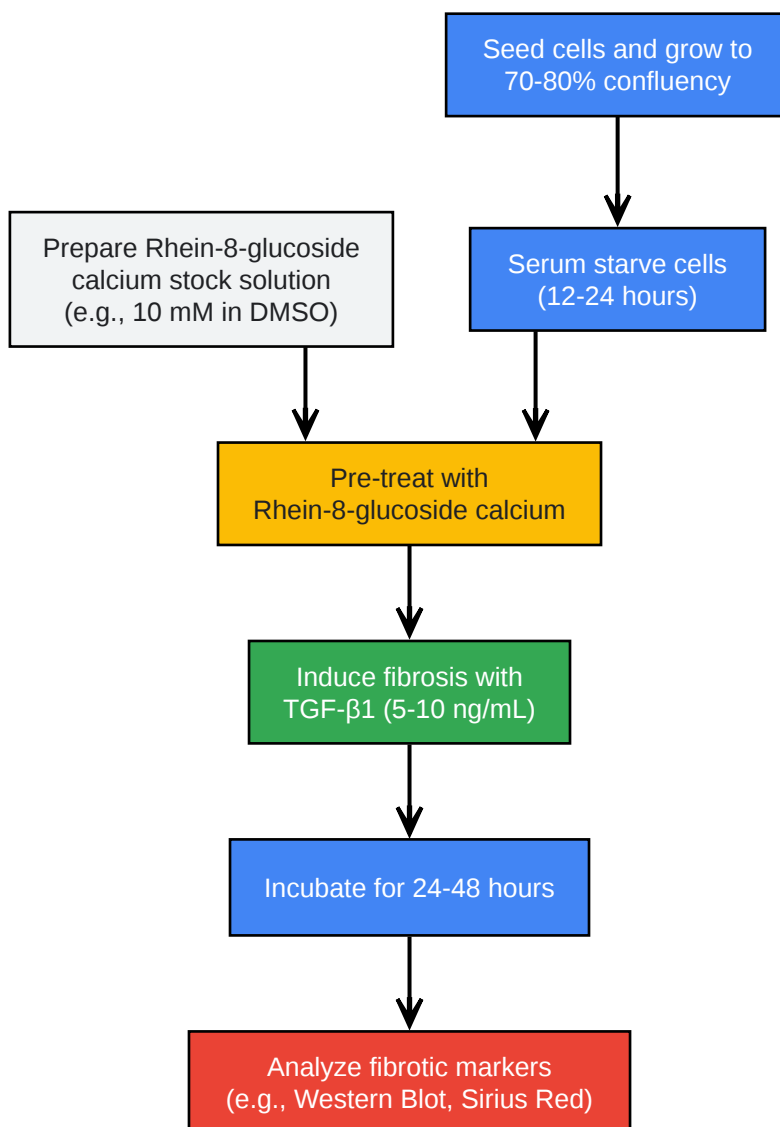 Seed cells and grow to
70-80% confluency
Prepare Rhein-8-glucoside
calcium stock solution
(e.g., 10 mM in DMSO)
Serum starve cells
(12-24 hours)
Pre-treat with
Rhein-8-glucoside calcium
Induce fibrosis with
TGF-β1 (5-10 ng/mL)
Incubate for 24-48 hours
Analyze fibrotic markers
(e.g., Western Blot, Sirius Red)